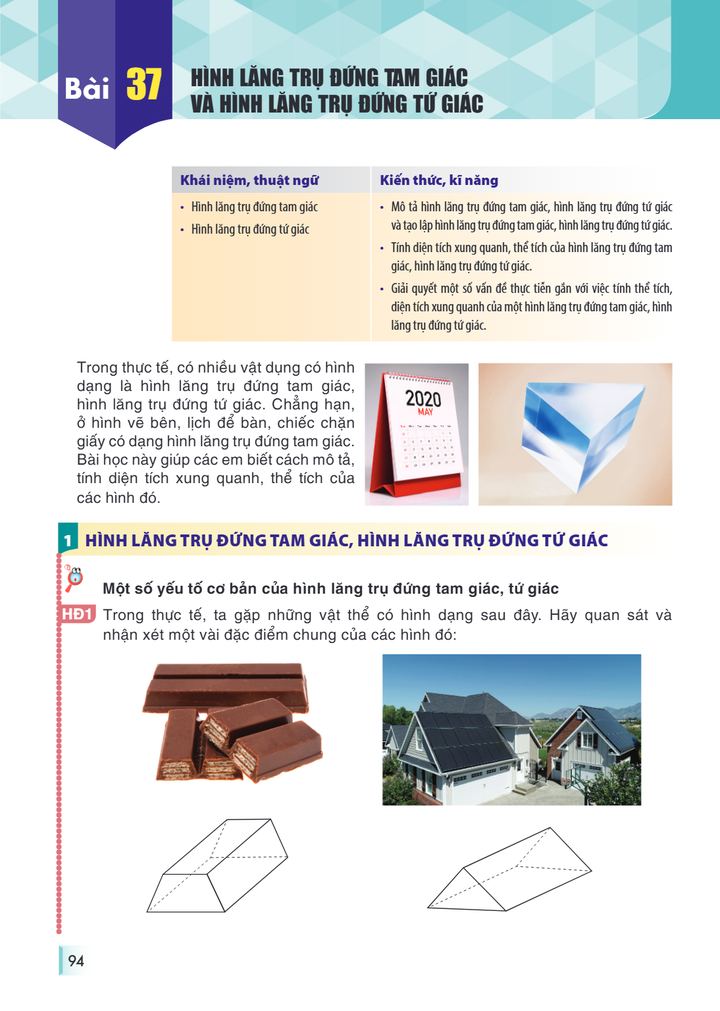 Bài 37
HÌNH LĂNG TRỤ ĐỨNG TAM GIÁC
VÀ HÌNH LĂNG TRỤ ĐỨNG TỨ GIÁC
Khái niệm, thuật ngữ
• Hình lăng trụ đứng tam giác
• Hình lăng trụ đứng tứ giác
Kiến thức, kĩ năng
• Mô tả hình lăng trụ đứng tam giác, hình lăng trụ đứng tứ giác
và tạo lập hình lăng trụ đứng tam giác, hình lăng trụ đứng tứ giác.
• Tính diện tích xung quanh, thể tích của hình lăng trụ đứng tam
giác, hình lăng trụ đứng tứ giác.
• Giải quyết một số vấn đề thực tiễn gắn với việc tính thể tích,
diện tích xung quanh của một hình lăng trụ đứng tam giác, hình
lăng trụ đứng tứ giác.
Trong thực tế, có nhiều vật dụng có hình
dạng là hình lăng trụ đứng tam giác,
hình lăng trụ đứng tứ giác. Chẳng hạn,
ở hình vẽ bên, lịch để bàn, chiếc chặn
giấy có dạng hình lăng trụ đứng tam giác.
Bài học này giúp các em biết cách mô tả,
tính diện tích xung quanh, thể tích của
các hình đó.
2020
MAY
1 HÌNH LĂNG TRỤ ĐỨNG TAM GIÁC, HÌNH LĂNG TRỤ ĐỨNG TỨ GIÁC
Một số yếu tố cơ bản của hình lăng trụ đứng tam giác, tứ giác
HĐ1 Trong thực tế, ta gặp những vật thể có hình dạng sau đây. Hãy quan sát và
nhận xét một vài đặc điểm chung của các hình đó:
94